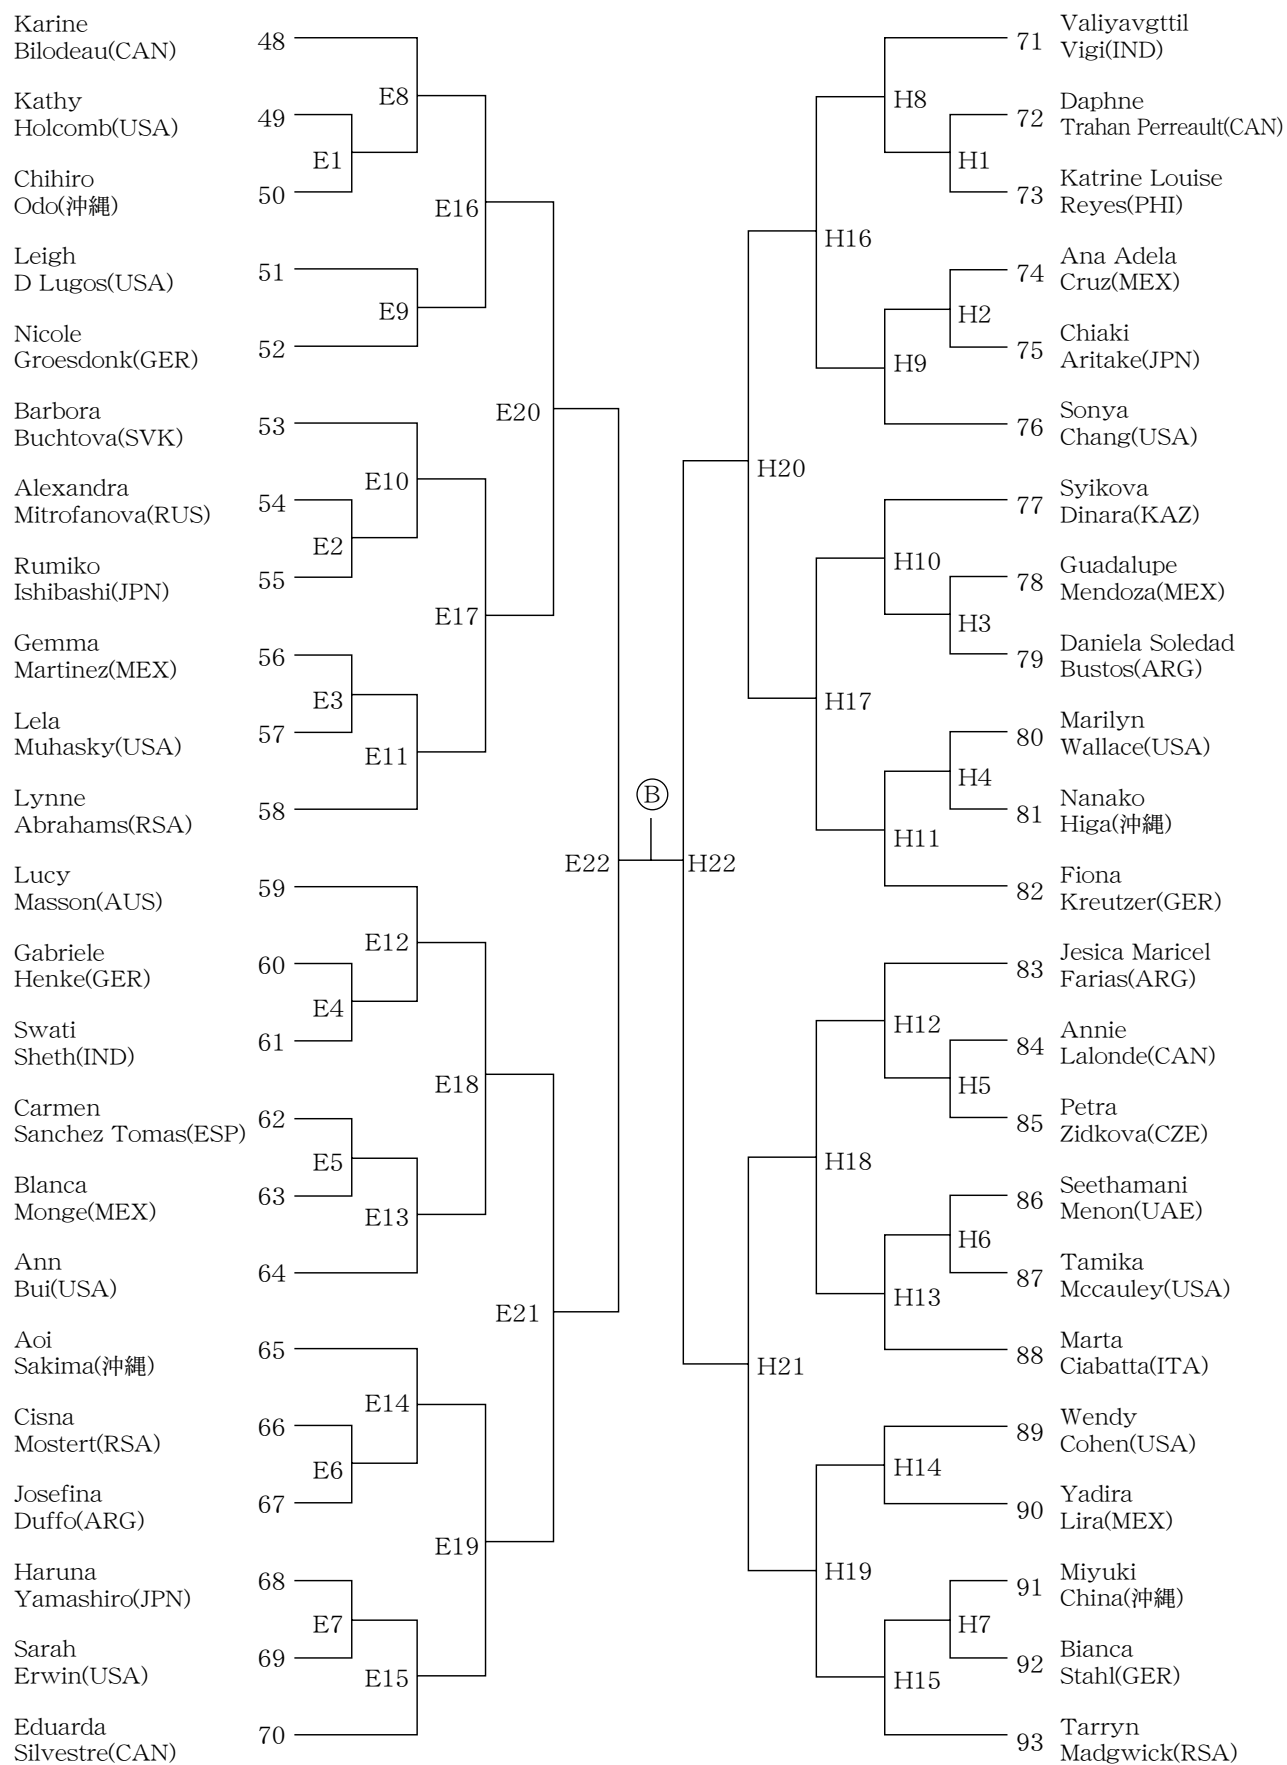 Karine
Bilodeau(CAN) 48
Kathy
Holcomb(USA) 49
Chihiro
Odo(沖縄) 50
Leigh
D Lugos(USA) 51
Nicole
Groesdonk(GER) 52
Barbora
Buchtova(SVK) 53
Alexandra
Mitrofanova(RUS) 54
Rumiko
Ishibashi(JPN) 55
Gemma
Martinez(MEX) 56
Lela
Muhasky(USA) 57
Lynne
Abrahams(RSA) 58
Lucy
Masson(AUS) 59
Gabriele
Henke(GER) 60
Swati
Sheth(IND) 61
Carmen
Sanchez Tomas(ESP) 62
Blanca
Monge(MEX) 63
Ann
Bui(USA) 64
Aoi
Sakima(沖縄) 65
Cisna
Mostert(RSA) 66
Josefina
Duffo(ARG) 67
Haruna
Yamashiro(JPN) 68
Sarah
Erwin(USA) 69
Eduarda
Silvestre(CAN) 70
E1
E2
E3
E4
E5
E6
E7
E8
E9
E10
E11
E12
E13
E14
E15
E16
E17
E18
E19
E20
E21
E22
B
H22
H20
H21
H16
H17
H18
H19
H8
H9
H10
H11
H12
H13
H14
H15
H1
H2
H3
H4
H5
H6
H7
71 Valiyavgttil
Vigi(IND)
72 Daphne
Trahan Perreault(CAN)
73 Katrine Louise
Reyes(PHI)
74 Ana Adela
Cruz(MEX)
75 Chiaki
Aritake(JPN)
76 Sonya
Chang(USA)
77 Syikova
Dinara(KAZ)
78 Guadalupe
Mendoza(MEX)
79 Daniela Soledad
Bustos(ARG)
80 Marilyn
Wallace(USA)
81 Nanako
Higa(沖縄)
82 Fiona
Kreutzer(GER)
83 Jesica Maricel
Farias(ARG)
84 Annie
Lalonde(CAN)
85 Petra
Zidkova(CZE)
86 Seethamani
Menon(UAE)
87 Tamika
Mccauley(USA)
88 Marta
Ciabatta(ITA)
89 Wendy
Cohen(USA)
90 Yadira
Lira(MEX)
91 Miyuki
China(沖縄)
92 Bianca
Stahl(GER)
93 Tarryn
Madgwick(RSA)